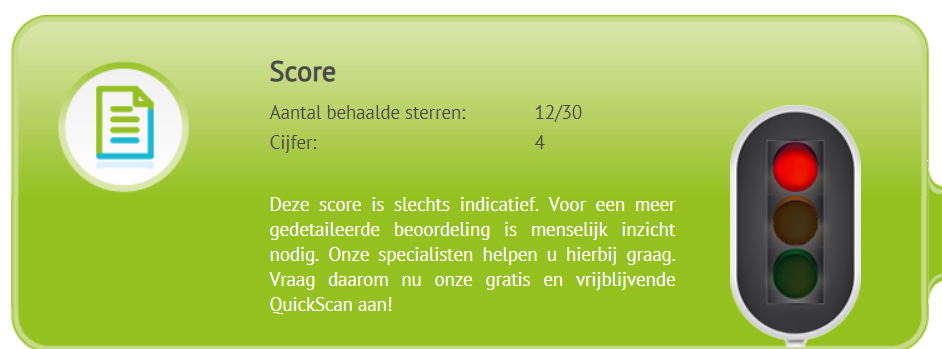 Score
Aantal behaalde sterren: 12/30
Cijfer: 4
Deze score is slechts indicatief. Voor een meer
gedetaileerde beoordeling is menselijk inzicht
nodig. Onze specialisten helpen u hierbij graag.
Vraag daarom nu onze gratis en vrijblijvende
QuickScan aan!